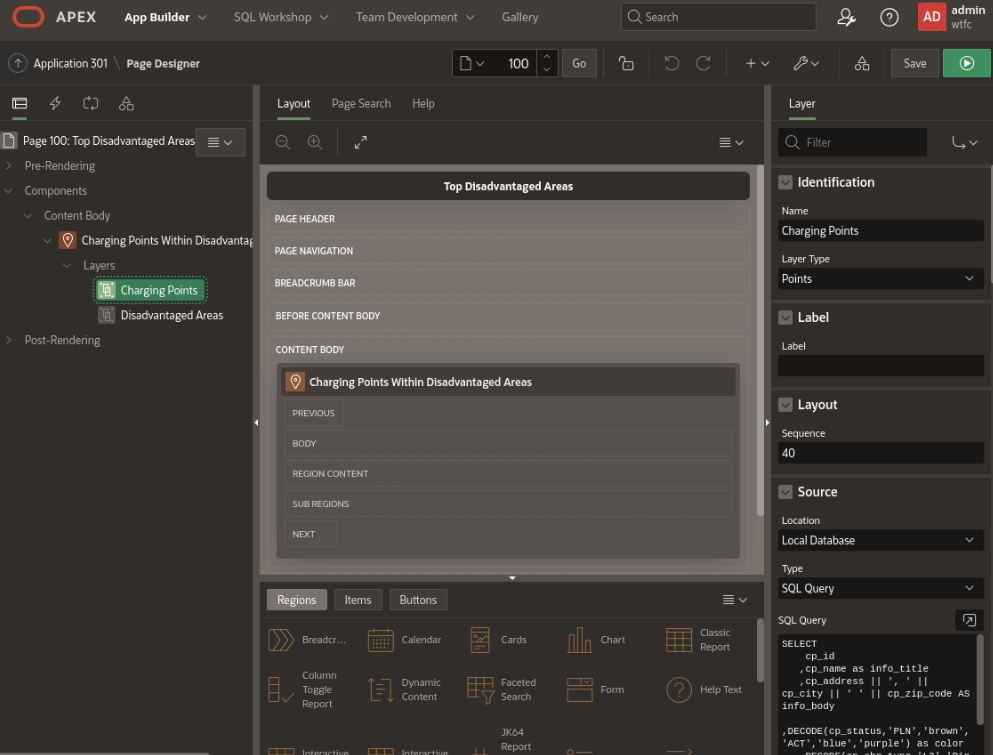 APEX
App Builder
SQL Workshop
Team Development
Gallery
Search
AD
admin
wtfc
Application 301 \ Page Designer
100
Go
Save
Page 100: Top Disadvantaged Areas
Pre-Rendering
Components
Content Body
Charging Points Within Disadvantag
Layers
Charging Points
Disadvantaged Areas
Post-Rendering
Layout
Page Search
Help
Top Disadvantaged Areas
PAGE HEADER
PAGE NAVIGATION
BREADCRUMB BAR
BEFORE CONTENT BODY
CONTENT BODY
Charging Points Within Disadvantaged Areas
PREVIOUS
BODY
REGION CONTENT
SUB REGIONS
NEXT
Regions
Items
Buttons
Breadcr...
Calendar
Cards
Chart
Classic
Report
Column
Toggle
Report
Dynamic
Content
Faceted
Search
Form
Help Text
Interactive
Interactive
JK64
Report
Layer
Filter
Identification
Name
Charging Points
Layer Type
Points
Label
Label
Layout
Sequence
40
Source
Location
Local Database
Type
SQL Query
SQL Query
SELECT
cp_id
,cp_name as info_title
,cp_address || ', ' ||
cp_city || ' ' || cp_zip_code AS
info_body
,DECODE(cp_status,'PLN','brown',
'ACT','blue','purple') as color